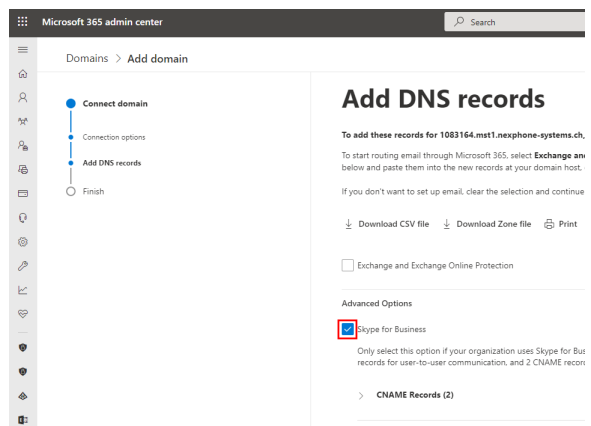 Microsoft 365 admin center
Search
Domains > Add domain
Connect domain
Connection options
Add DNS records
Finish
Add DNS records
To add these records for 1083164.mst1.nexphone-systems.ch,
To start routing email through Microsoft 365, select Exchange an
below and paste them into the new records at your domain host,
If you don't want to set up email, clear the selection and continue
Download CSV file
Download Zone file
Print
Exchange and Exchange Online Protection
Advanced Options
Skype for Business
Only select this option if your organization uses Skype for Bus
records for user-to-user communication, and 2 CNAME recor
> CNAME Records (2)